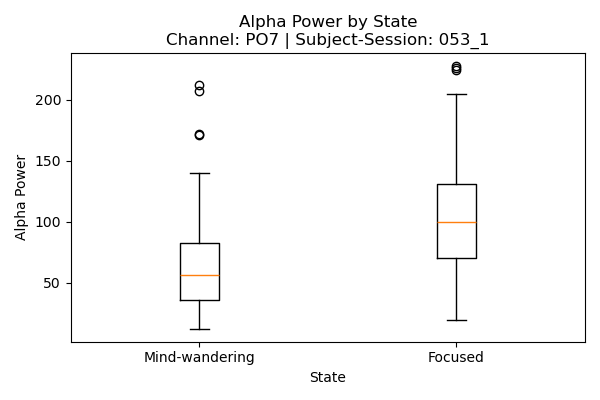 Alpha Power by State
Channel: PO7 | Subject-Session: 053_1
200
150
100
50
Alpha Power
Mind-wandering
Focused
State